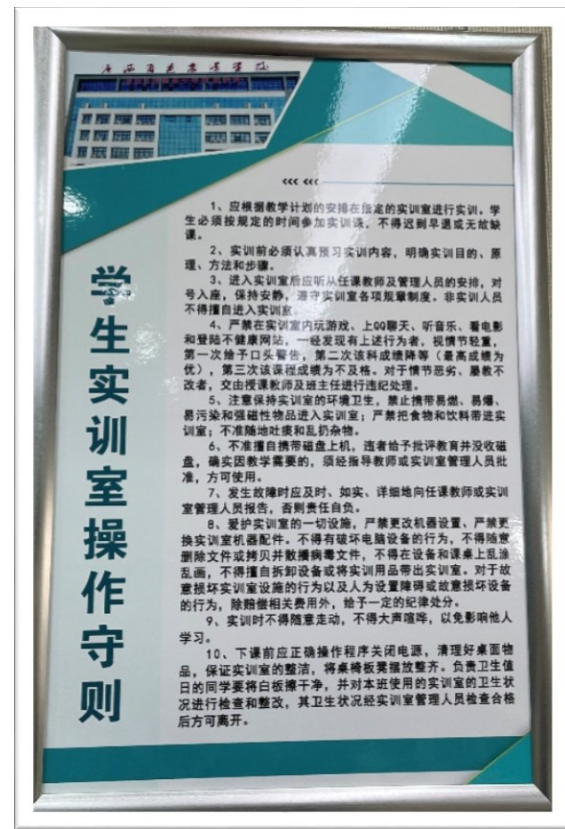 学生实训室操作守则
1、应根据教学计划的安排在指定的实训室进行实训。学
生必须按规定的时间参加实训课，不得迟到早退或无故缺
课。
2、实训前必须认真预习实训内容，明确实训目的、原
理、方法和步骤。
3、进入实训室后应听从任课教师及管理人员的安排，对
号入座，保持安静，遵守实训室各项规章制度。非实训人员
不得擅自进入实训室。
4、严禁在实训室内玩游戏、上QQ聊天、听音乐、看电影
和登陆不健康网站，一经发现有上述行为者，视情节轻重，
第一次给予口头警告，第二次该科成绩降等（最高成绩为
优），第三次该课程成绩为不及格。对于情节恶劣、屡教不
改者，交由授课教师及班主任进行违纪处理。
5、注意保持实训室的环境卫生，禁止携带易燃、易爆、
易污染和强磁性物品进入实训室；严禁把食物和饮料带进实
训室；不准随地吐痰和乱扔杂物。
6、不准擅自携带磁盘上机，违者给予批评教育并没收磁
盘，确实因教学需要的，须经指导教师或实训室管理人员批
准，方可使用。
7、发生故障时应及时、如实、详细地向任课教师或实训
室管理人员报告，否则责任自负。
8、爱护实训室的一切设施，严禁更改机器设置、严禁更
换实训室机器配件。不得有破坏电脑设备的行为，不得随意
删除文件或拷贝并散播病毒文件，不得在设备和课桌上乱涂
乱画，不得擅自拆卸设备或将实训用品带出实训室。对于故
意损坏实训室设施的行为以及人为设置障碍或故意损坏设备
的行为，除赔偿相关费用外，给予一定的纪律处分。
9、实训时不得随意走动，不得大声喧哗，以免影响他人
学习。
10、下课前应正确操作程序关闭电源，清理好桌面物
品，保证实训室的整洁，将桌椅板凳摆放整齐。负责卫生值
日的同学要将白板擦干净，并对本班使用的实训室的卫生状
况进行检查和整改，其卫生状况经实训室管理人员检查合格
后方可离开。